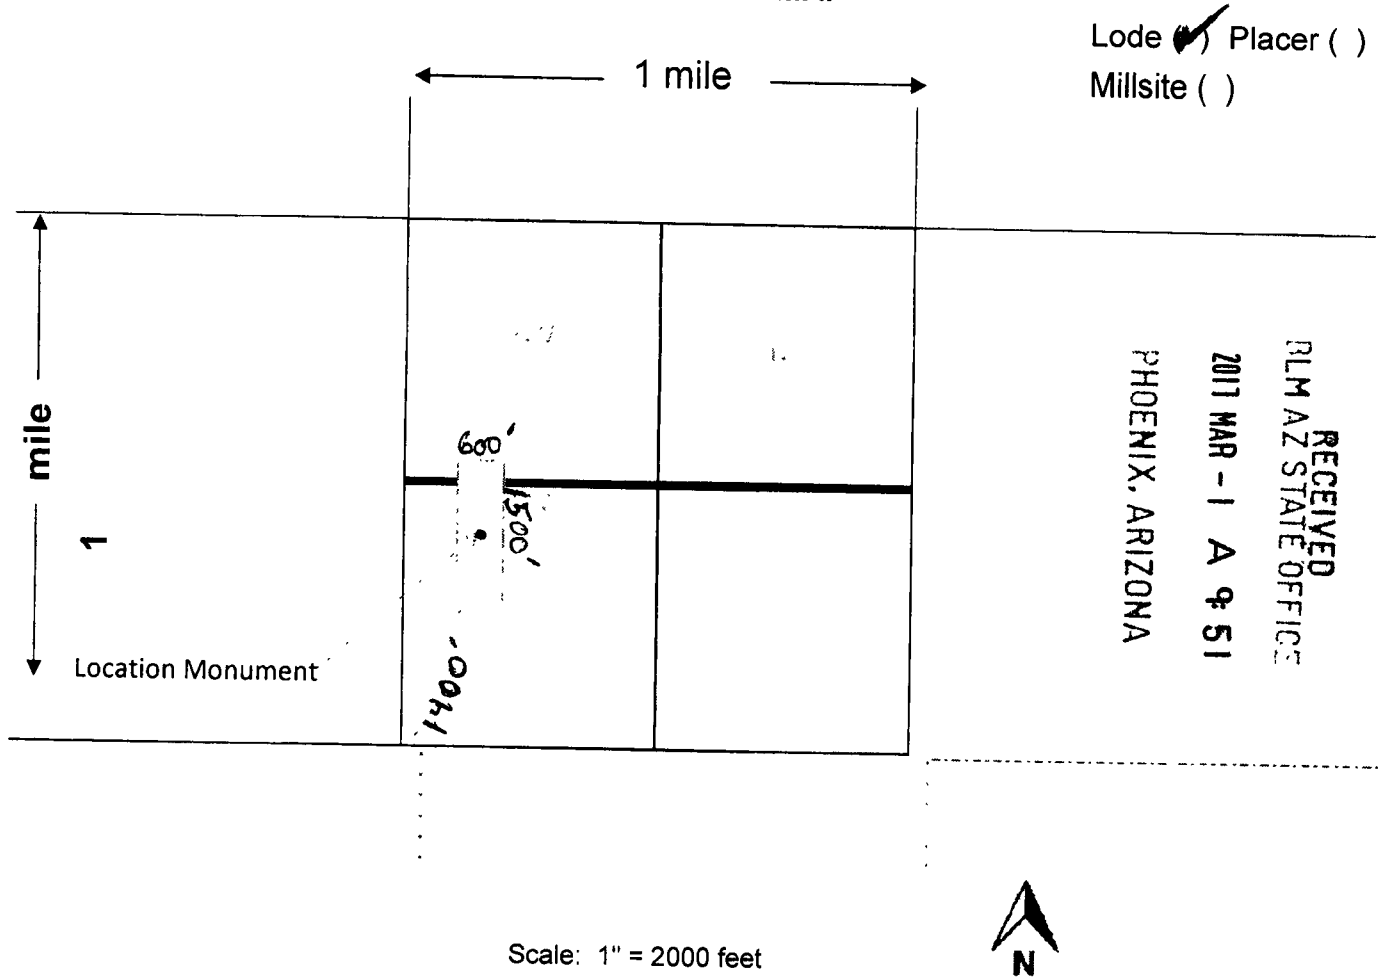 Lode ( ) Placer ( )
Millsite ( )
1 mile
1 mile
600'
1500'
1400'
Location Monument
RECEIVED
BLM AZ STATE OFFICE
2017 MAR - 1 A 9:51
PHOENIX, ARIZONA
Scale: 1" = 2000 feet
N